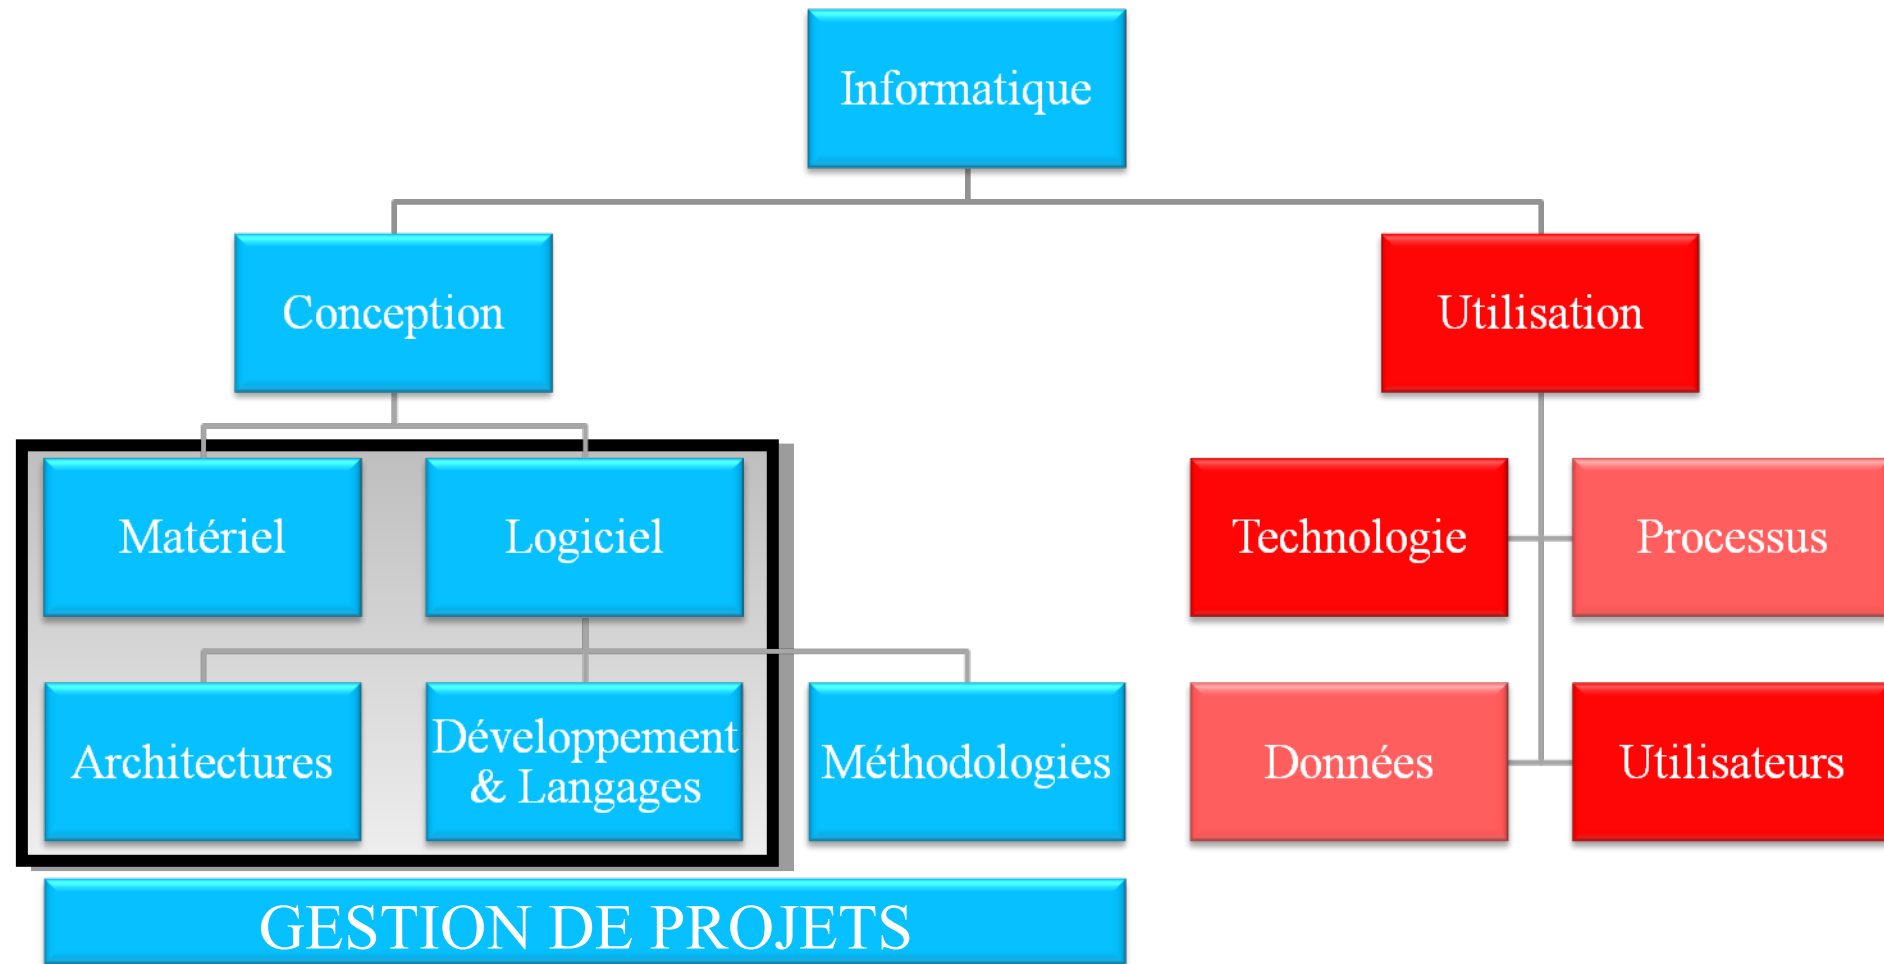 Informatique
Conception
Utilisation
Matériel
Logiciel
Technologie
Processus
Architectures
Développement
& Langages
Méthodologies
Données
Utilisateurs
GESTION DE PROJETS